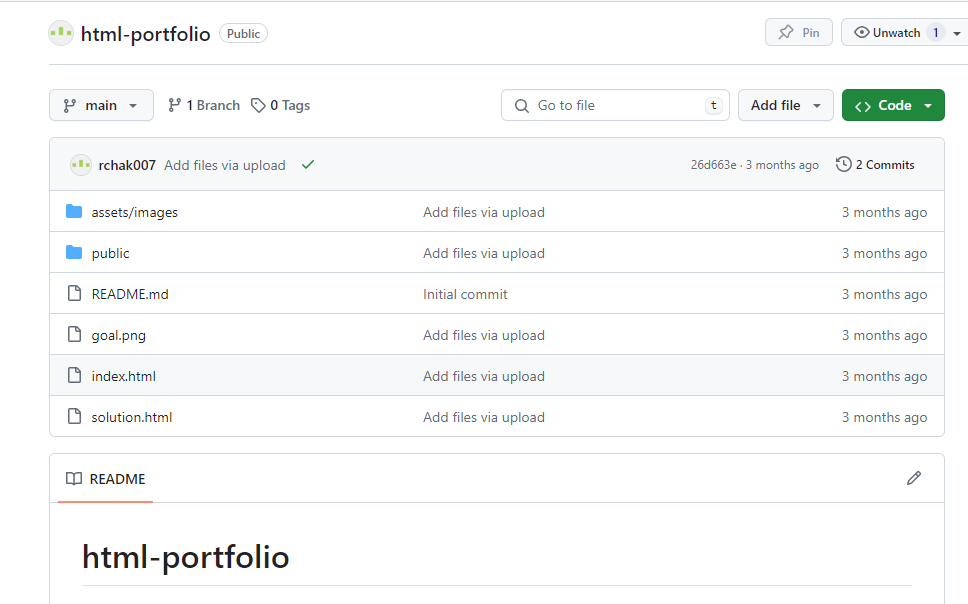 html-portfolio Public Pin Unwatch 1
main 1 Branch 0 Tags Go to file t Add file Code
rchak007 Add files via upload 26d663e · 3 months ago 2 Commits
assets/images Add files via upload 3 months ago
public Add files via upload 3 months ago
README.md Initial commit 3 months ago
goal.png Add files via upload 3 months ago
index.html Add files via upload 3 months ago
solution.html Add files via upload 3 months ago
README
html-portfolio